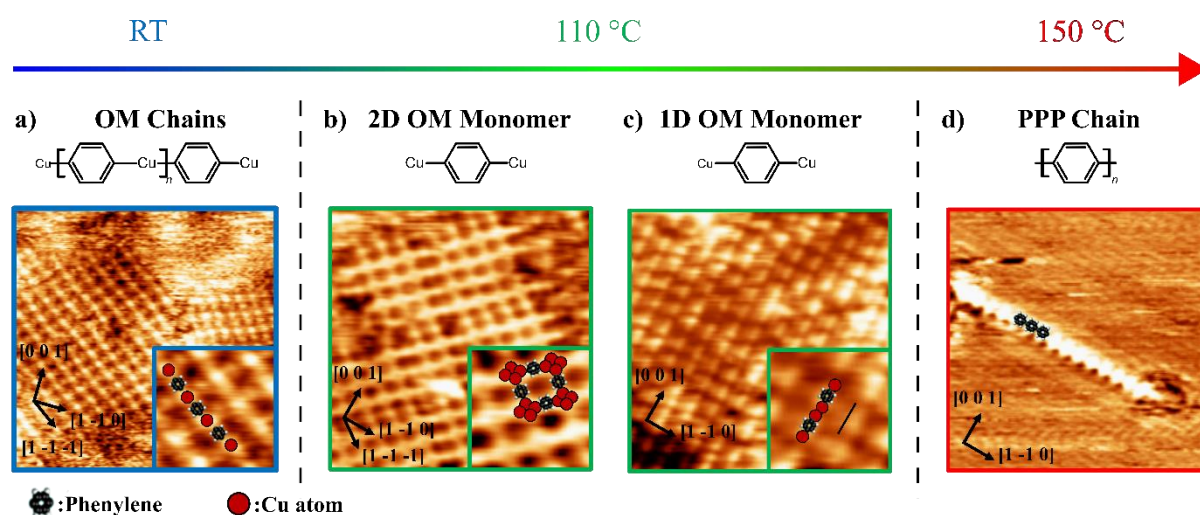 RT
110 °C
150 °C
a) OM Chains
b) 2D OM Monomer
c) 1D OM Monomer
d) PPP Chain
Cu Cu n Cu
Cu Cu
Cu Cu
n
[0 0 1]
[1 -1 0]
[1 -1 -1]
[0 0 1]
[1 -1 0]
[1 -1 -1]
[0 0 1]
[1 -1 0]
[0 0 1]
[1 -1 0]
:Phenylene :Cu atom